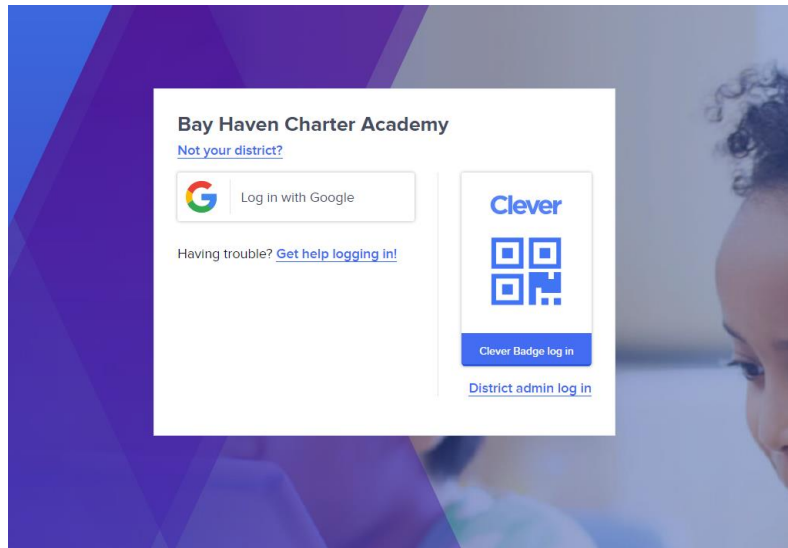 Bay Haven Charter Academy
Not your district?
Log in with Google
Having trouble? Get help logging in!
Clever
Clever Badge log in
District admin log in